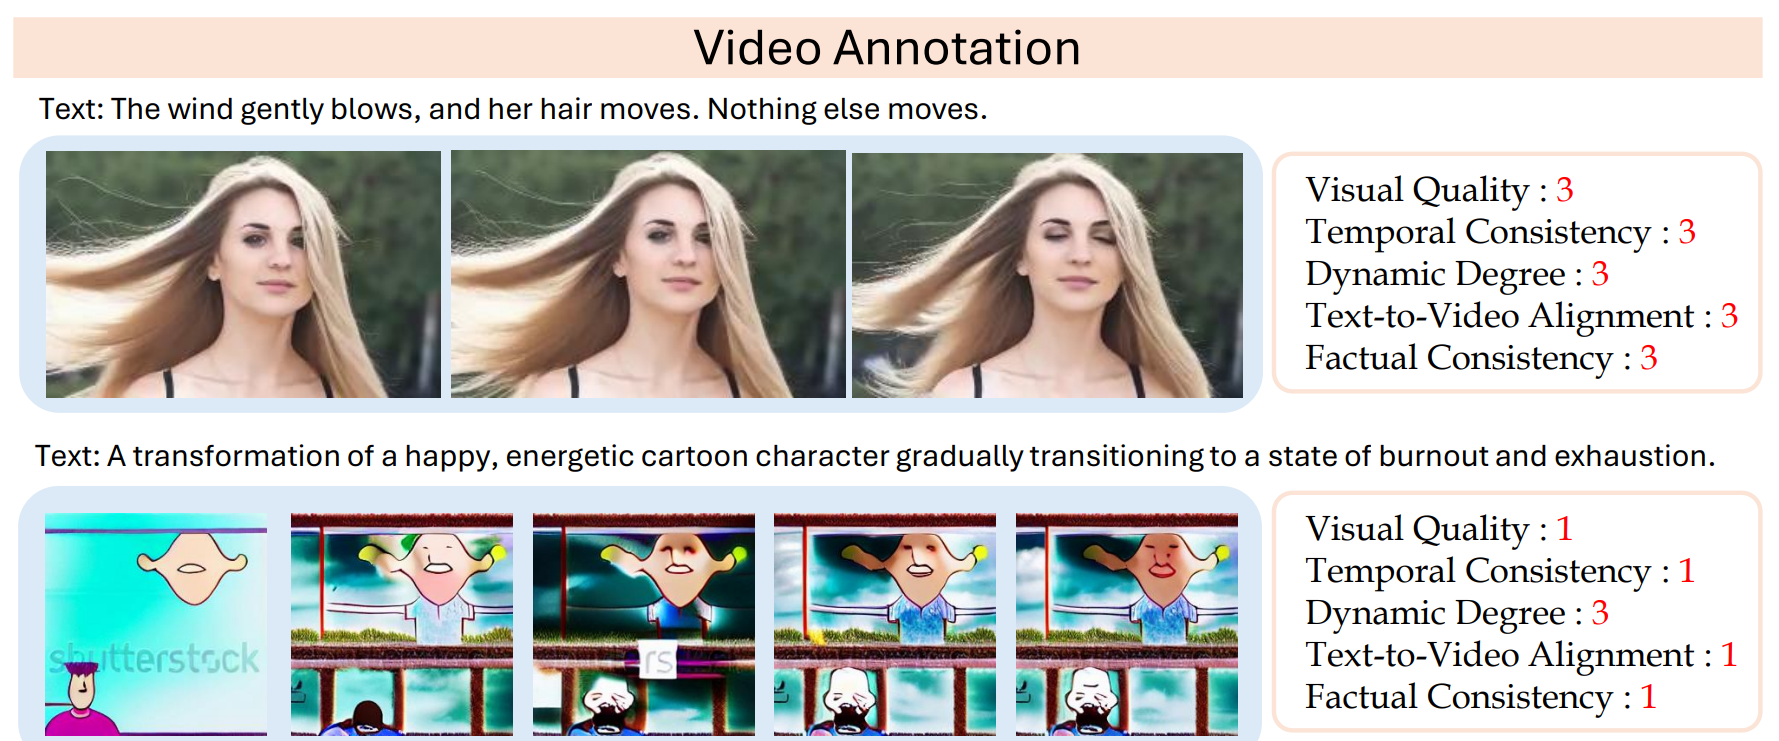 Video Annotation
Text: The wind gently blows, and her hair moves. Nothing else moves.
Visual Quality : 3
Temporal Consistency : 3
Dynamic Degree : 3
Text-to-Video Alignment : 3
Factual Consistency : 3
Text: A transformation of a happy, energetic cartoon character gradually transitioning to a state of burnout and exhaustion.
shutterstock
rs
Visual Quality : 1
Temporal Consistency : 1
Dynamic Degree : 3
Text-to-Video Alignment : 1
Factual Consistency : 1